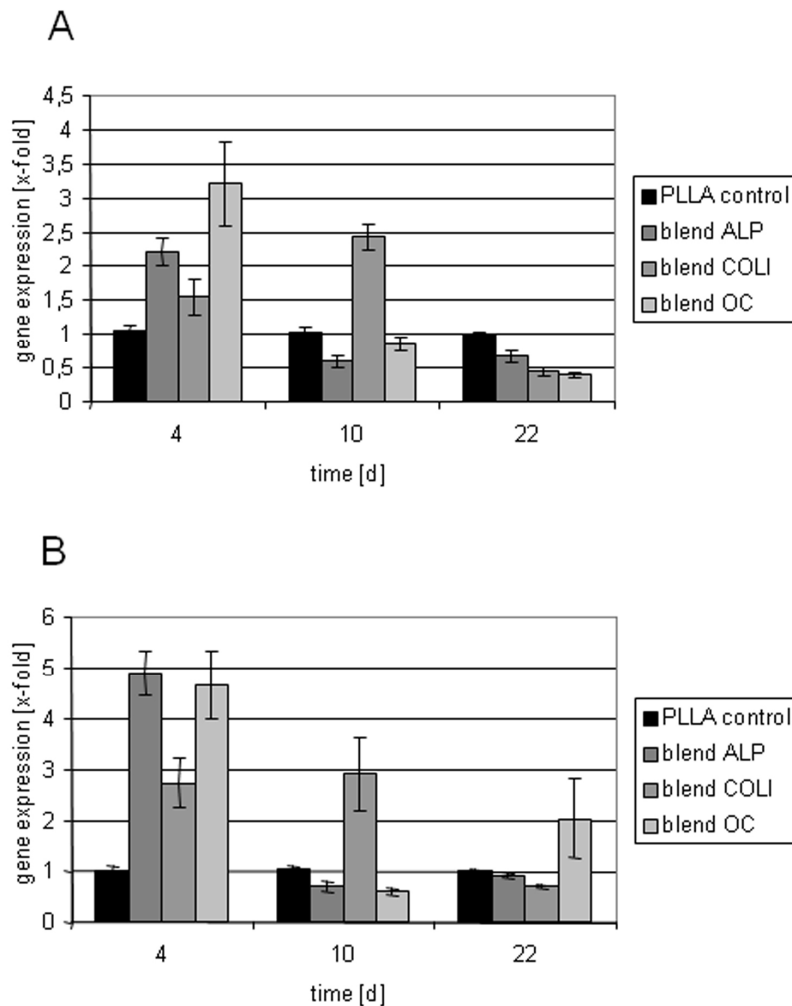 A
gene expression [x-fold]
4,5
4
3,5
3
2,5
2
1,5
1
0,5
0
4
10
22
time [d]
PLLA control
blend ALP
blend COLI
blend OC
B
gene expression [x-fold]
6
5
4
3
2
1
0
4
10
22
time [d]
PLLA control
blend ALP
blend COLI
blend OC